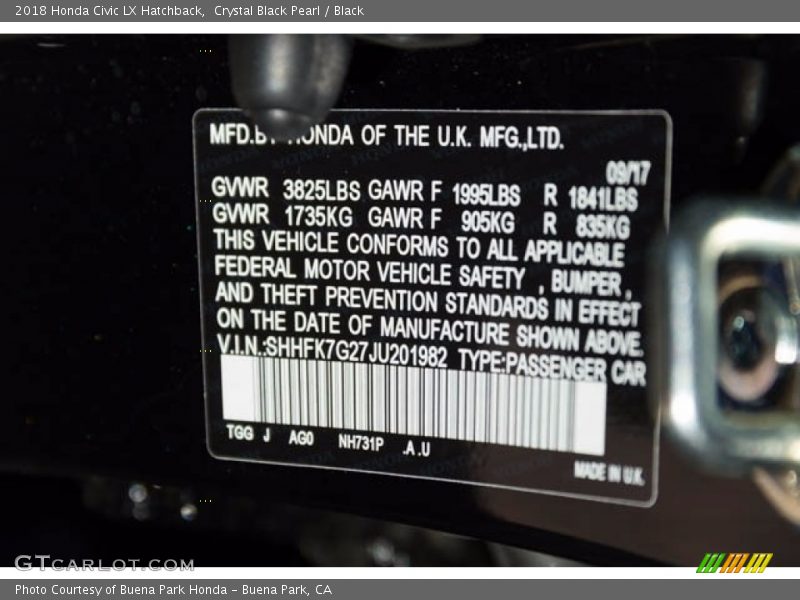 2018 Honda Civic LX Hatchback, Crystal Black Pearl / Black
MFD.BY HONDA OF THE U.K. MFG.,LTD.
09/17
GVWR 3825LBS GAWR F 1995LBS R 1841LBS
GVWR 1735KG GAWR F 905KG R 835KG
THIS VEHICLE CONFORMS TO ALL APPLICABLE
FEDERAL MOTOR VEHICLE SAFETY , BUMPER ,
AND THEFT PREVENTION STANDARDS IN EFFECT
ON THE DATE OF MANUFACTURE SHOWN ABOVE.
V.I.N.:SHHFK7G27JU201982 TYPE:PASSENGER CAR
TGG J AG0 NH731P .A .U
MADE IN U.K.
GTCARLOT.COM
Photo Courtesy of Buena Park Honda - Buena Park, CA